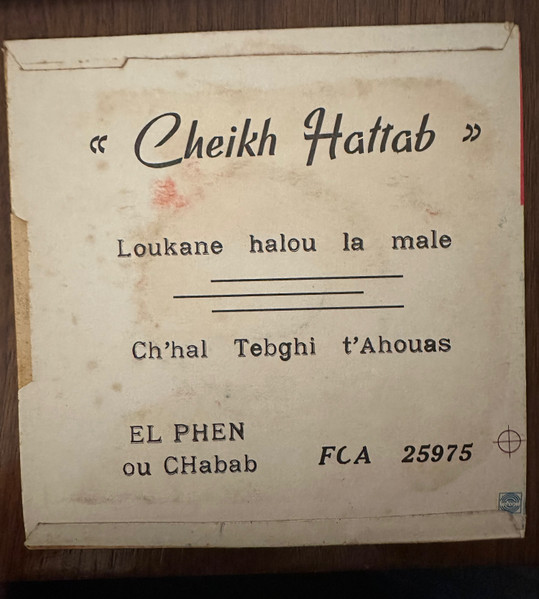 « Cheikh Hattab »
Loukane halou la male
Ch'hal Tebghi t'Ahouas
EL PHEN
ou CHabab
FCA 25975